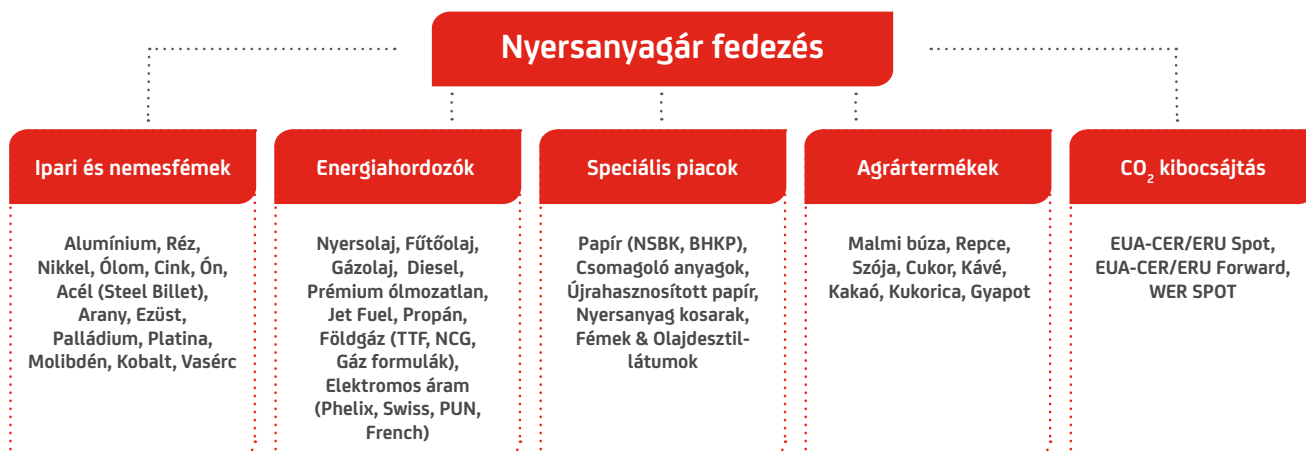 Nyersanyagár fedezés
Ipari és nemesfémek
Alumínium, Réz,
Nikkel, Ólom, Cink, Ón,
Acél (Steel Billet),
Arany, Ezüst,
Palládium, Platina,
Molibdén, Kobalt, Vasérc
Energiahordozók
Nyersolaj, Fűtőolaj,
Gázolaj, Diesel,
Prémium ólmozatlan,
Jet Fuel, Propán,
Földgáz (TTF, NCG,
Gáz formulák),
Elektromos áram
(Phelix, Swiss, PUN,
French)
Speciális piacok
Papír (NSBK, BHKP),
Csomagoló anyagok,
Újrahasznosított papír,
Nyersanyag kosarak,
Fémek & Olajdesztil-
látumok
Agrártermékek
Malmi búza, Repce,
Szója, Cukor, Kávé,
Kakaó, Kukorica, Gyapot
CO₂ kibocsájtás
EUA-CER/ERU Spot,
EUA-CER/ERU Forward,
WER SPOT